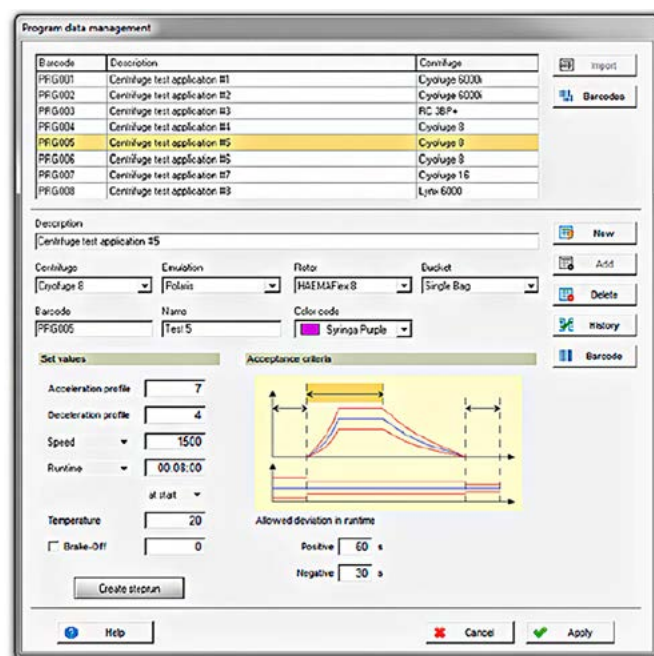 Program data management
Barcode Description Centrifuge
PRG001 Centrifuge test application #1 Cryofuge 6000i
PRG002 Centrifuge test application #2 Cryofuge 6000i
PRG003 Centrifuge test application #3 RC 3BP+
PRG004 Centrifuge test application #4 Cryofuge 8
PRG005 Centrifuge test application #5 Cryofuge 8
PRG006 Centrifuge test application #6 Cryofuge 8
PRG007 Centrifuge test application #7 Cryofuge 16
PRG008 Centrifuge test application #8 Lynx 6000
Import
Barcodes
Description
Centrifuge test application #5
New
Centrifuge Emulation Rotor Bucket
Add
Cryofuge 8 Polaris HAEMAFlex 8 Single Bag
Delete
Barcode Name Color code
PRG005 Test 5 Syringa Purple
History
Set values Acceptance criteria
Barcode
Acceleration profile 7
Deceleration profile 4
Speed 1500
Runtime 00:08:00
at start
Temperature 20
Brake-Off 0
Allowed deviation in runtime
Positive 60 s
Negative 30 s
Create steprun
Help Cancel Apply